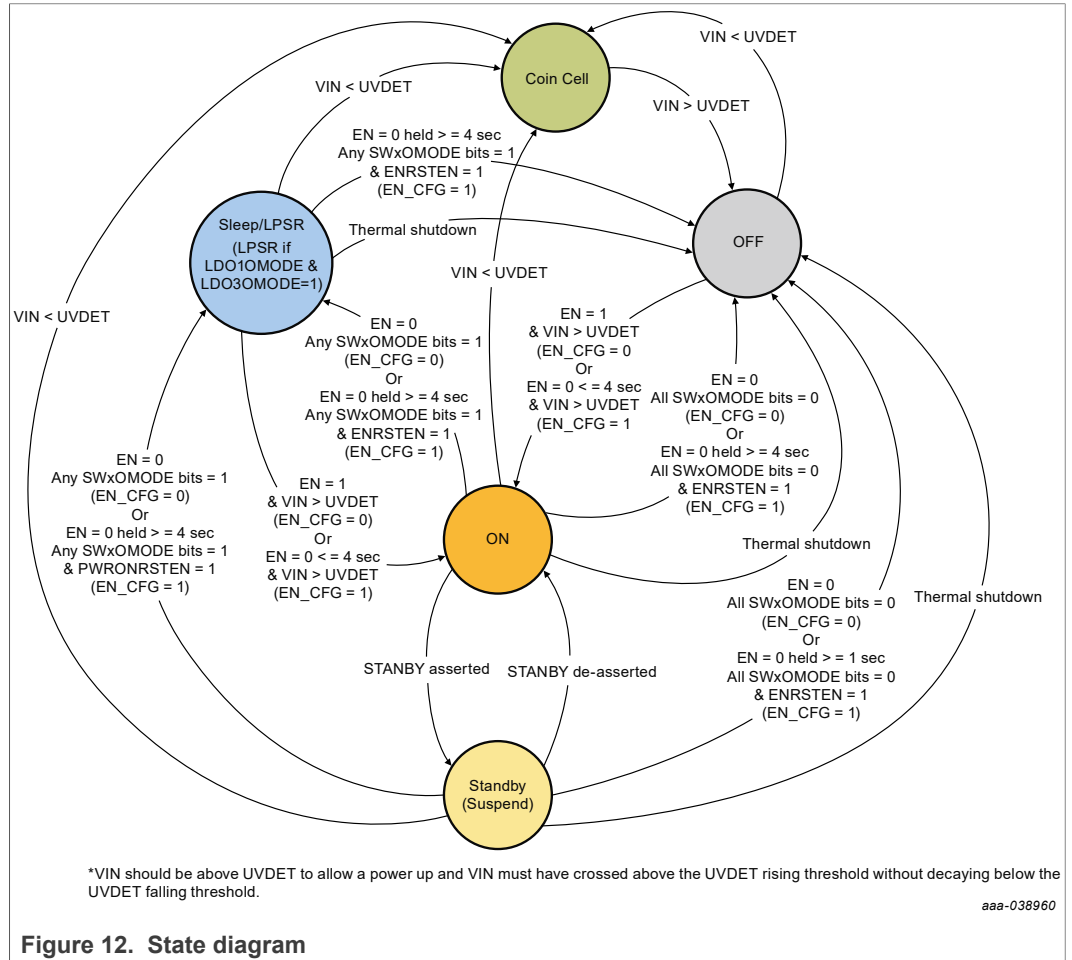 VIN < UVDET
Coin Cell
VIN < UVDET
VIN > UVDET
EN = 0 held > = 4 sec
Any SWxOMODE bits = 1
& ENRSTEN = 1
(EN_CFG = 1)
Sleep/LPSR
(LPSR if
LDO1OMODE &
LDO3OMODE=1)
Thermal shutdown
OFF
VIN < UVDET
VIN < UVDET
EN = 0
Any SWxOMODE bits = 1
(EN_CFG = 0)
Or
EN = 0 held > = 4 sec
Any SWxOMODE bits = 1
& ENRSTEN = 1
(EN_CFG = 1)
EN = 1
& VIN > UVDET
(EN_CFG = 0
Or
EN = 0 < = 4 sec
& VIN > UVDET
(EN_CFG = 1
EN = 0
All SWxOMODE bits = 0
(EN_CFG = 0)
Or
EN = 0 held > = 4 sec
All SWxOMODE bits = 0
& ENRSTEN = 1
(EN_CFG = 1)
EN = 0
Any SWxOMODE bits = 1
(EN_CFG = 0)
Or
EN = 0 held > = 4 sec
Any SWxOMODE bits = 1
& PWRONRSTEN = 1
(EN_CFG = 1)
EN = 1
& VIN > UVDET
(EN_CFG = 0)
Or
EN = 0 < = 4 sec
& VIN > UVDET
(EN_CFG = 1)
ON
Thermal shutdown
Thermal shutdown
EN = 0
All SWxOMODE bits = 0
(EN_CFG = 0)
Or
EN = 0 held > = 1 sec
All SWxOMODE bits = 0
& ENRSTEN = 1
(EN_CFG = 1)
STANBY asserted
STANBY de-asserted
Standby
(Suspend)
*VIN should be above UVDET to allow a power up and VIN must have crossed above the UVDET rising threshold without decaying below the
UVDET falling threshold.
aaa-038960
Figure 12. State diagram